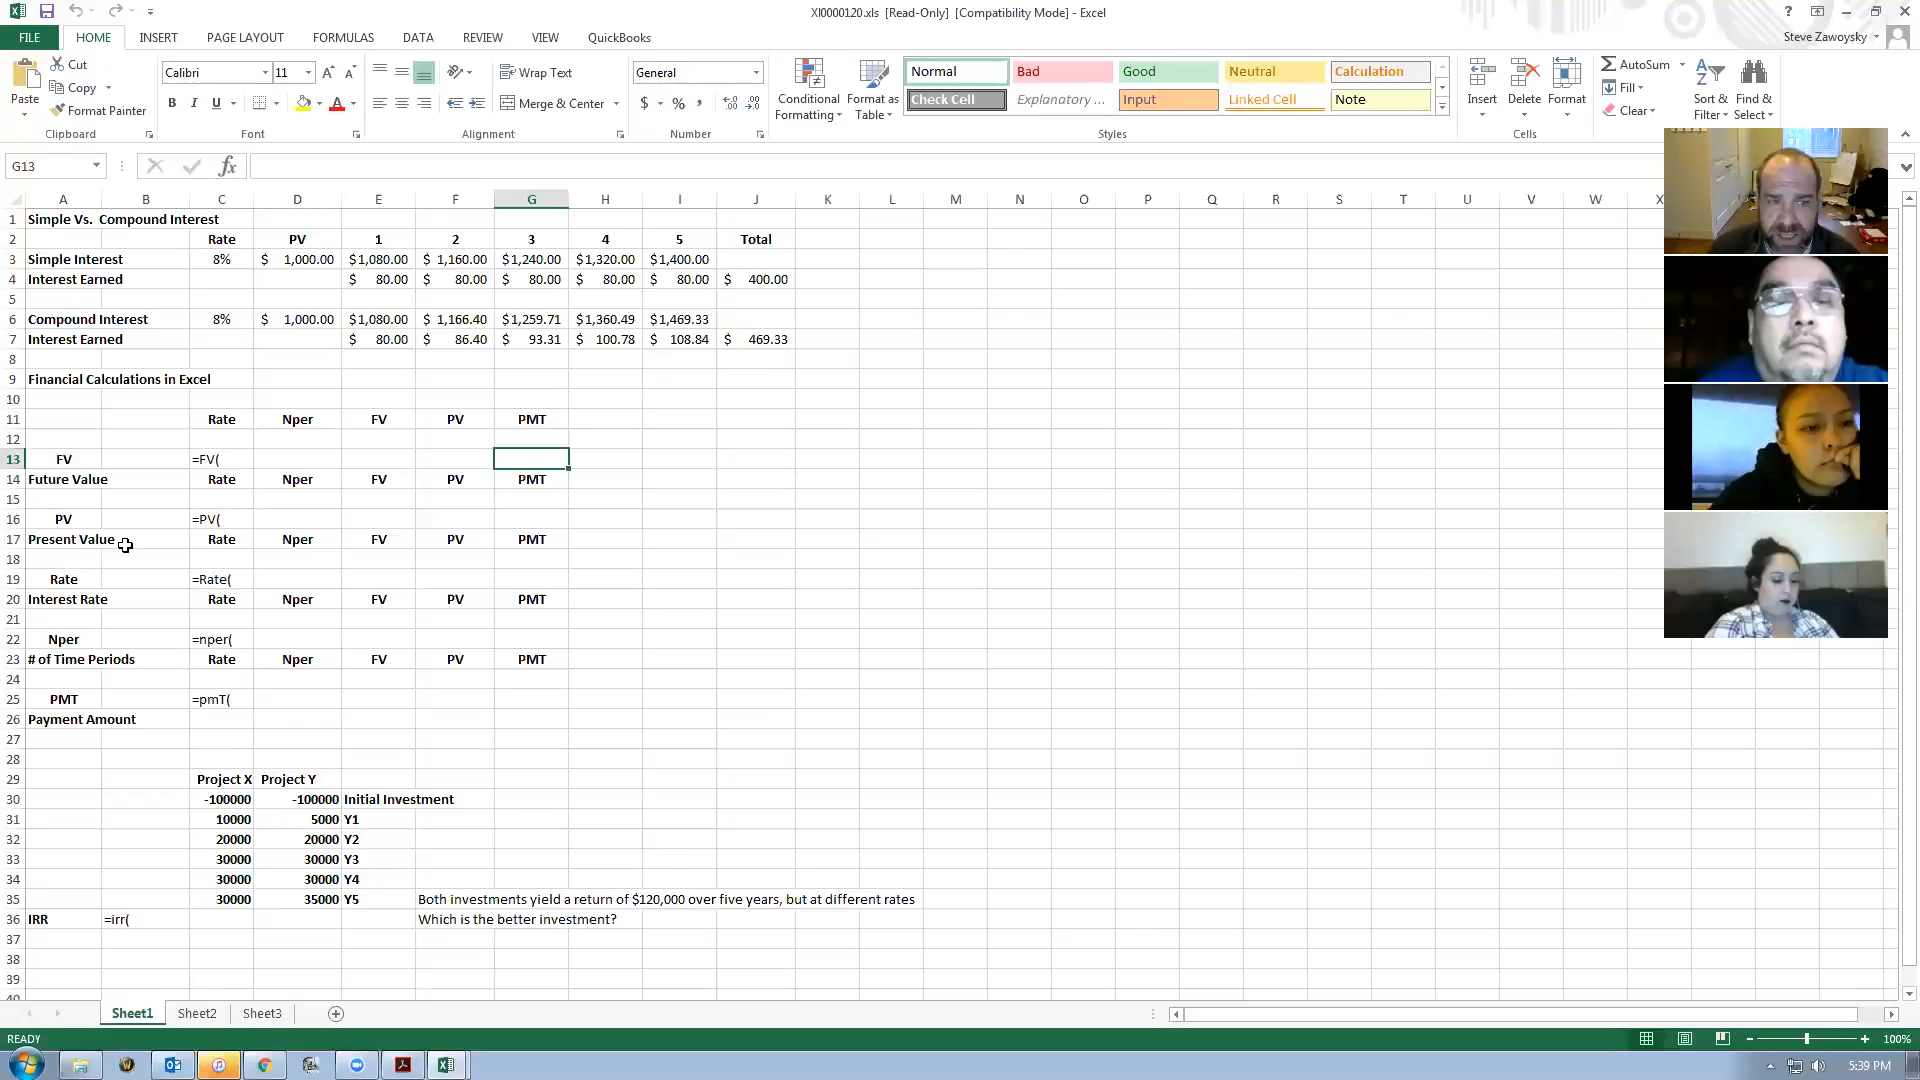 XI0000120.xls [Read-Only] [Compatibility Mode] - Excel
FILE HOME INSERT PAGE LAYOUT FORMULAS DATA REVIEW VIEW QuickBooks
Steve Zawoysky
Paste
Cut
Copy
Format Painter
Clipboard
Calibri 11
B I U
Font
Wrap Text
Merge & Center
Alignment
General
$ % ,
Number
Conditional Formatting
Format as Table
Normal Bad Good Neutral Calculation
Check Cell Explanatory ... Input Linked Cell Note
Styles
Insert Delete Format
Cells
AutoSum
Fill
Clear
Sort & Filter
Find & Select
G13 fx
A B C D E F G H I J K L M N O P Q R S T U V W X
1 Simple Vs. Compound Interest
2 Rate PV 1 2 3 4 5 Total
3 Simple Interest 8% $ 1,000.00 $1,080.00 $ 1,160.00 $1,240.00 $1,320.00 $1,400.00
4 Interest Earned $ 80.00 $ 80.00 $ 80.00 $ 80.00 $ 80.00 $ 400.00
5
6 Compound Interest 8% $ 1,000.00 $1,080.00 $ 1,166.40 $1,259.71 $1,360.49 $1,469.33
7 Interest Earned $ 80.00 $ 86.40 $ 93.31 $ 100.78 $ 108.84 $ 469.33
8
9 Financial Calculations in Excel
10
11 Rate Nper FV PV PMT
12
13 FV =FV(
14 Future Value Rate Nper FV PV PMT
15
16 PV =PV(
17 Present Value Rate Nper FV PV PMT
18
19 Rate =Rate(
20 Interest Rate Rate Nper FV PV PMT
21
22 Nper =nper(
23 # of Time Periods Rate Nper FV PV PMT
24
25 PMT =pmT(
26 Payment Amount
27
28
29 Project X Project Y
30 -100000 -100000 Initial Investment
31 10000 5000 Y1
32 20000 20000 Y2
33 30000 30000 Y3
34 30000 30000 Y4
35 30000 35000 Y5 Both investments yield a return of $120,000 over five years, but at different rates
36 IRR =irr( Which is the better investment?
37
38
39
40
Sheet1 Sheet2 Sheet3
READY
100%
5:39 PM